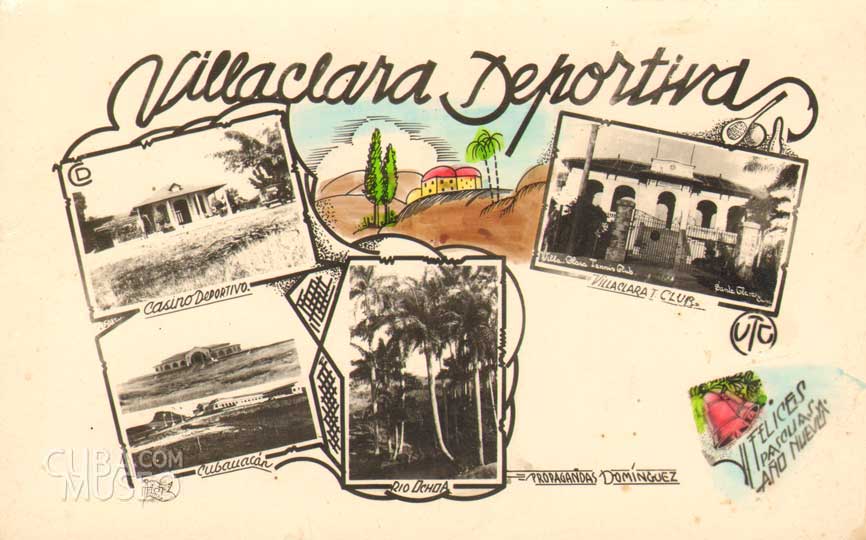 Villaclara Deportiva
CD
CASINO DEPORTIVO.
Villa Clara Tennis Club
Santa Clara
VILLACLARA T. CLUB.
VTC
Cubanacán
RIO OCHOA
PROPAGANDAS DOMÍNGUEZ
FELICES
PASCUAS
AÑO NUEVO.
CUBA.COM
MUSEO